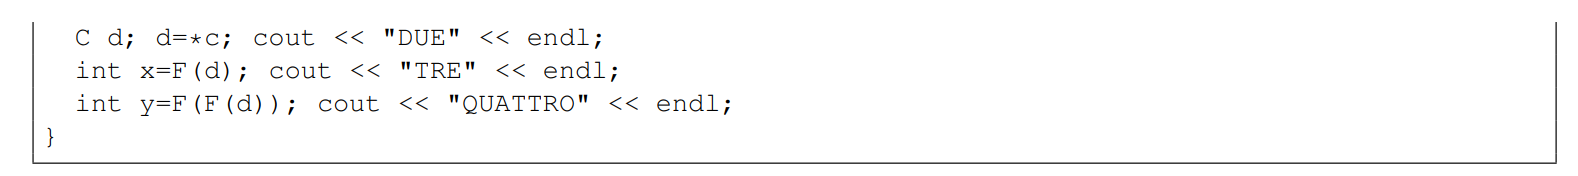 C d; d=*c; cout << "DUE" << endl;
int x=F(d); cout << "TRE" << endl;
int y=F(F(d)); cout << "QUATTRO" << endl;
}